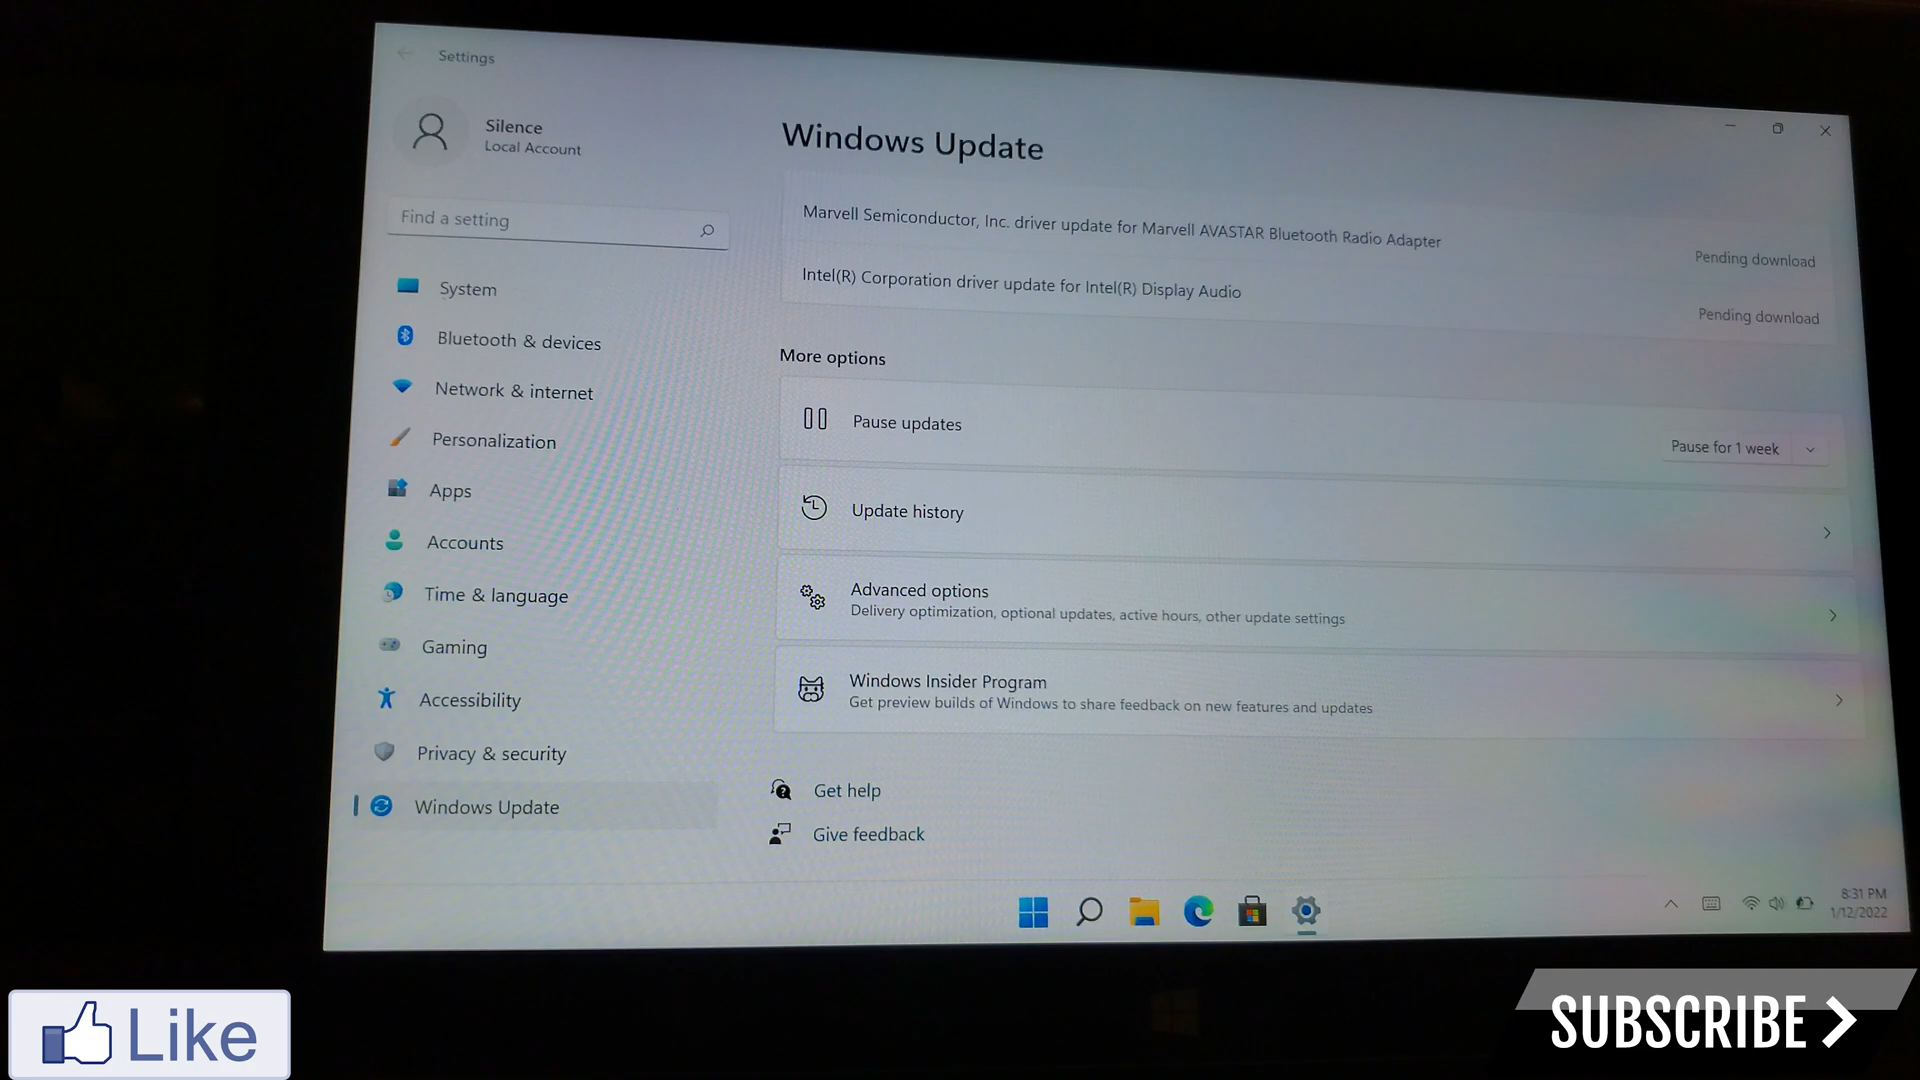 Settings
Silence
Local Account
Find a setting
System
Bluetooth & devices
Network & internet
Personalization
Apps
Accounts
Time & language
Gaming
Accessibility
Privacy & security
Windows Update
Windows Update
Marvell Semiconductor, Inc. driver update for Marvell AVASTAR Bluetooth Radio Adapter
Pending download
Intel(R) Corporation driver update for Intel(R) Display Audio
Pending download
More options
Pause updates
Pause for 1 week
Update history
Advanced options
Delivery optimization, optional updates, active hours, other update settings
Windows Insider Program
Get preview builds of Windows to share feedback on new features and updates
Get help
Give feedback
8:31 PM
1/12/2022
Like
SUBSCRIBE